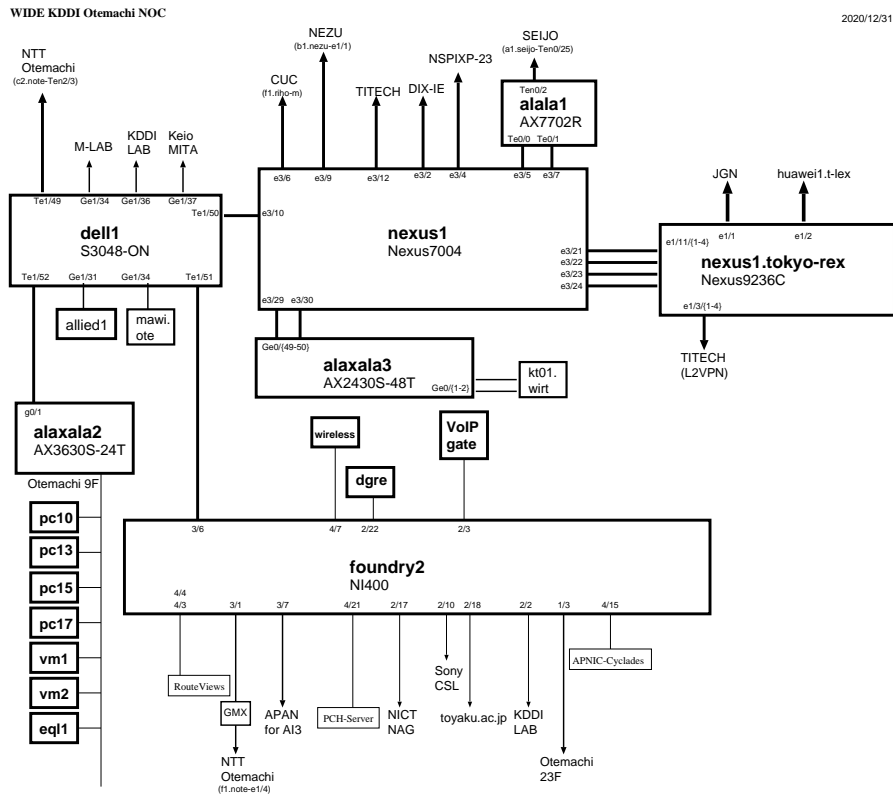 WIDE KDDI Otemachi NOC
2020/12/31
NTT
Otemachi
(c2.note-Ten2/3)
M-LAB
KDDI
LAB
Keio
MITA
CUC
(f1.riho-m)
NEZU
(b1.nezu-e1/1)
TITECH
DIX-IE
NSPIXP-23
SEIJO
(a1.seijo-Ten0/25)
Ten0/2
alala1
AX7702R
Te0/0
Te0/1
JGN
huawei1.t-lex
Te1/49
Ge1/34
Ge1/36
Ge1/37
Te1/50
dell1
S3048-ON
Te1/52
Ge1/31
Ge1/34
Te1/51
e3/6
e3/9
e3/12
e3/2
e3/4
e3/5
e3/7
e3/10
nexus1
Nexus7004
e3/21
e3/22
e3/23
e3/24
e3/29
e3/30
e1/11/{1-4}
e1/1
e1/2
nexus1.tokyo-rex
Nexus9236C
e1/3/{1-4}
TITECH
(L2VPN)
allied1
mawi.
ote
Ge0/{49-50}
alaxala3
AX2430S-48T
Ge0/{1-2}
kt01.
wirt
g0/1
alaxala2
AX3630S-24T
Otemachi 9F
pc10
pc13
pc15
pc17
vm1
vm2
eql1
wireless
dgre
VoIP
gate
3/6
4/7
2/22
2/3
foundry2
NI400
4/4
4/3
3/1
3/7
4/21
2/17
2/10
2/18
2/2
1/3
4/15
RouteViews
GMX
NTT
Otemachi
(f1.note-e1/4)
APAN
for AI3
PCH-Server
NICT
NAG
Sony
CSL
toyaku.ac.jp
KDDI
LAB
Otemachi
23F
APNIC-Cyclades